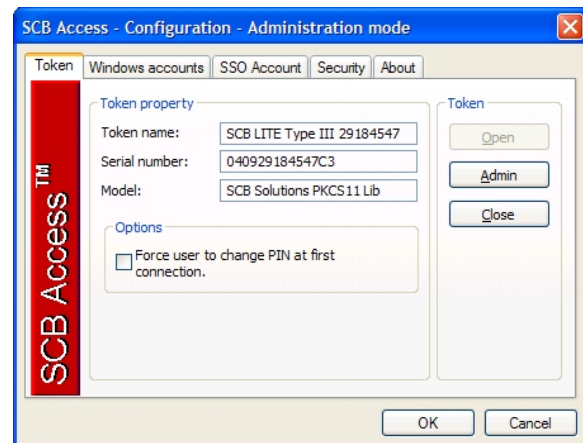 SCB Access - Configuration - Administration mode
Token
Windows accounts
SSO Account
Security
About
SCB Access™
Token property
Token name:
SCB LITE Type III 29184547
Serial number:
040929184547C3
Model:
SCB Solutions PKCS11 Lib
Options
Force user to change PIN at first
connection.
Token
Open
Admin
Close
OK
Cancel